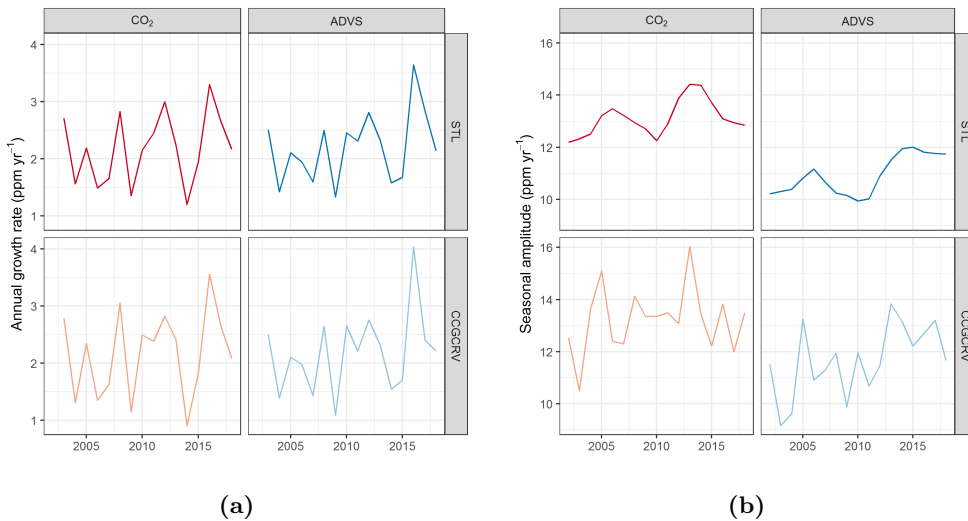 CO₂ ADVS
Annual growth rate (ppm yr⁻¹)
4
3
2
1
STL
4
3
2
1
CCGCRV
2005 2010 2015 2005 2010 2015
(a)
CO₂ ADVS
Seasonal amplitude (ppm yr⁻¹)
16
14
12
10
STL
16
14
12
10
CCGCRV
2005 2010 2015 2005 2010 2015
(b)